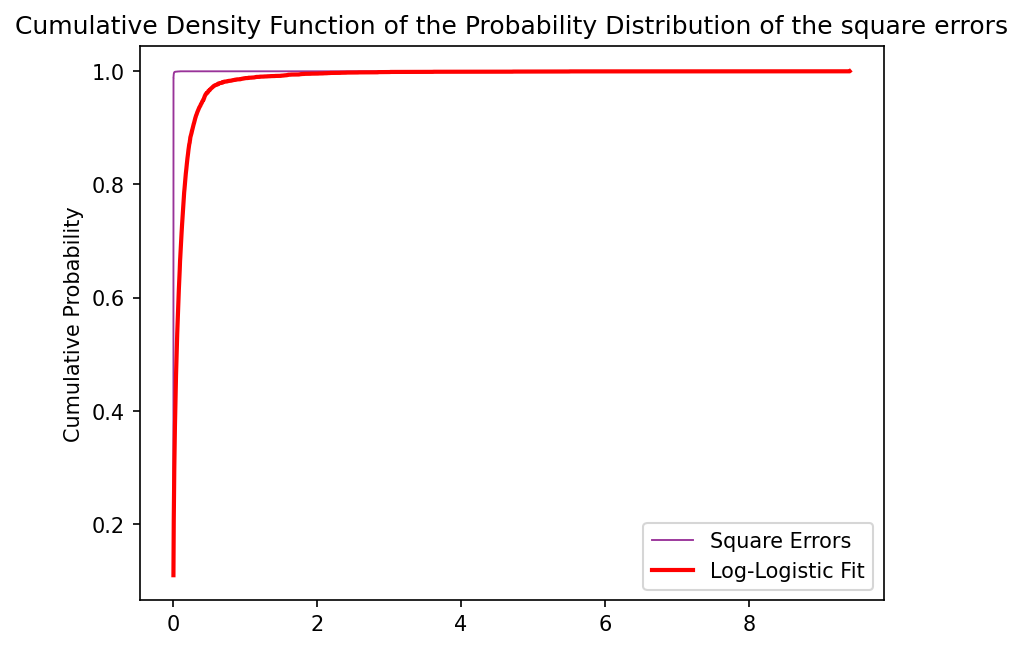 Cumulative Density Function of the Probability Distribution of the square errors
1.0
0.8
0.6
0.4
0.2
Cumulative Probability
0 2 4 6 8
Square Errors
Log-Logistic Fit